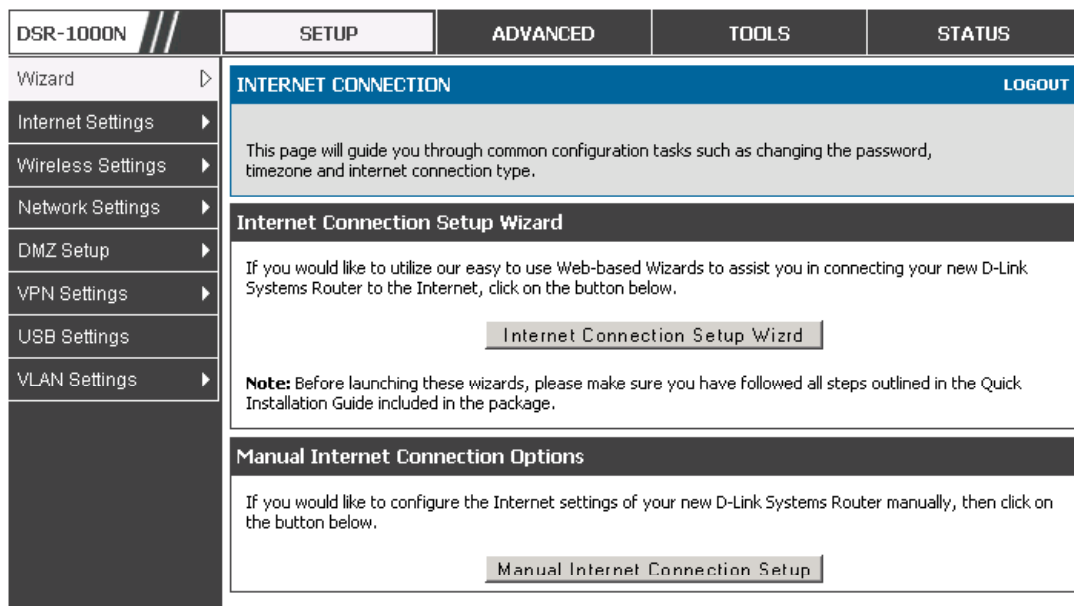 DSR-1000N
SETUP
ADVANCED
TOOLS
STATUS
Wizard
Internet Settings
Wireless Settings
Network Settings
DMZ Setup
VPN Settings
USB Settings
VLAN Settings
INTERNET CONNECTION
LOGOUT
This page will guide you through common configuration tasks such as changing the password,
timezone and internet connection type.
Internet Connection Setup Wizard
If you would like to utilize our easy to use Web-based Wizards to assist you in connecting your new D-Link
Systems Router to the Internet, click on the button below.
Internet Connection Setup Wizrd
Note: Before launching these wizards, please make sure you have followed all steps outlined in the Quick
Installation Guide included in the package.
Manual Internet Connection Options
If you would like to configure the Internet settings of your new D-Link Systems Router manually, then click on
the button below.
Manual Internet Connection Setup